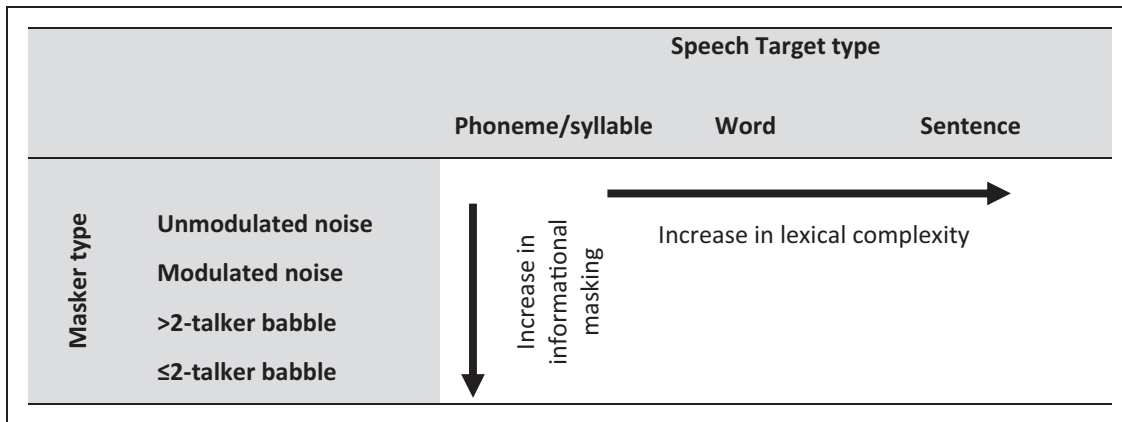 Speech Target type
Phoneme/syllable Word Sentence
Masker type
Unmodulated noise
Modulated noise
>2-talker babble
≤2-talker babble
Increase in
informational
masking
Increase in lexical complexity